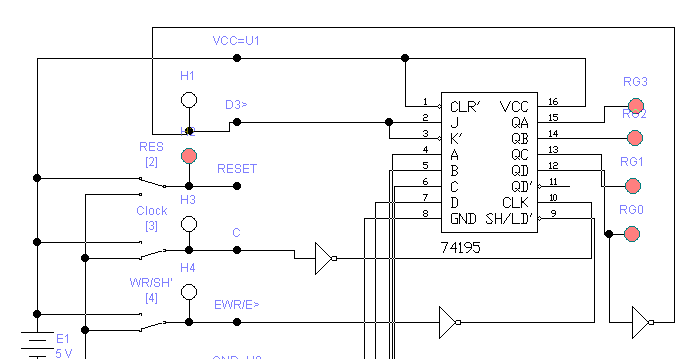 VCC=U1
H1
D3>
RES
[2]
RESET
H3
Clock
[3]
C
H4
WR/SH'
[4]
EWR/E>
E1
5 V
1 CLR' VCC 16
2 J QA 15
3 K' QB 14
4 A QC 13
5 B QD 12
6 C QD' 11
7 D CLK 10
8 GND SH/LD' 9
74195
RG3
RG2
RG1
RG0